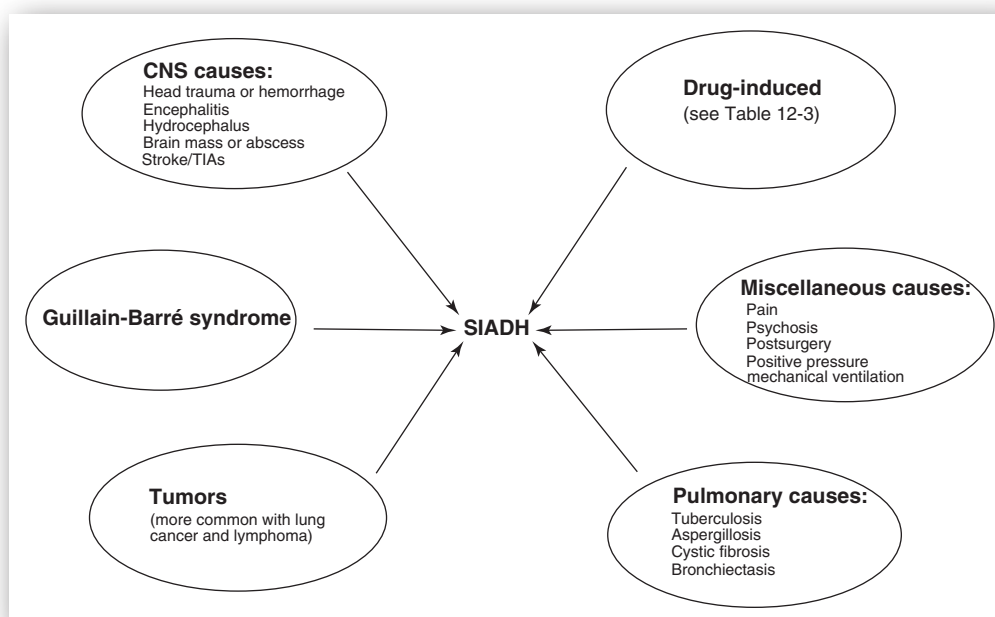 CNS causes:
Head trauma or hemorrhage
Encephalitis
Hydrocephalus
Brain mass or abscess
Stroke/TIAs
Drug-induced
(see Table 12-3)
Guillain-Barré syndrome
SIADH
Miscellaneous causes:
Pain
Psychosis
Postsurgery
Positive pressure
mechanical ventilation
Tumors
(more common with lung
cancer and lymphoma)
Pulmonary causes:
Tuberculosis
Aspergillosis
Cystic fibrosis
Bronchiectasis